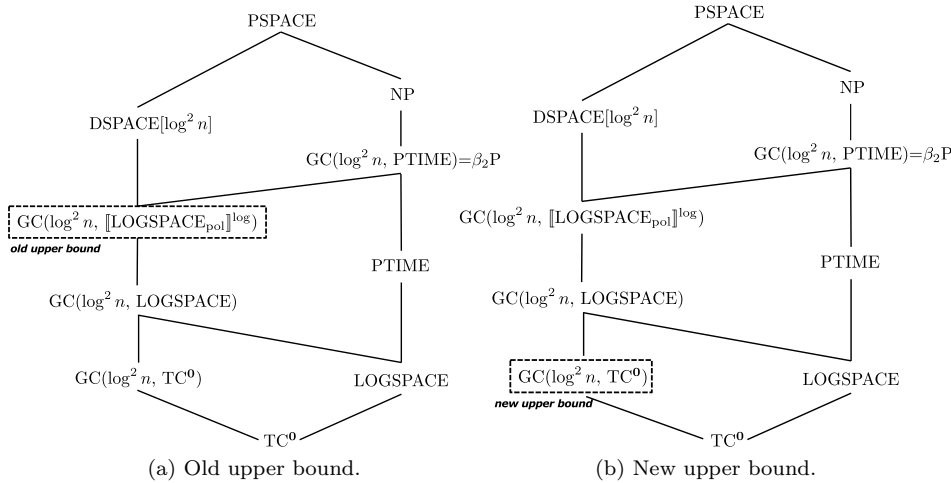 PSPACE
NP
DSPACE[log² n]
GC(log² n, PTIME)=β₂P
GC(log² n, ⟦LOGSPACEₚₒₗ⟧ˡᵒᵍ)
old upper bound
PTIME
GC(log² n, LOGSPACE)
GC(log² n, TC⁰)
LOGSPACE
TC⁰
(a) Old upper bound.
PSPACE
NP
DSPACE[log² n]
GC(log² n, PTIME)=β₂P
GC(log² n, ⟦LOGSPACEₚₒₗ⟧ˡᵒᵍ)
PTIME
GC(log² n, LOGSPACE)
GC(log² n, TC⁰)
new upper bound
LOGSPACE
TC⁰
(b) New upper bound.